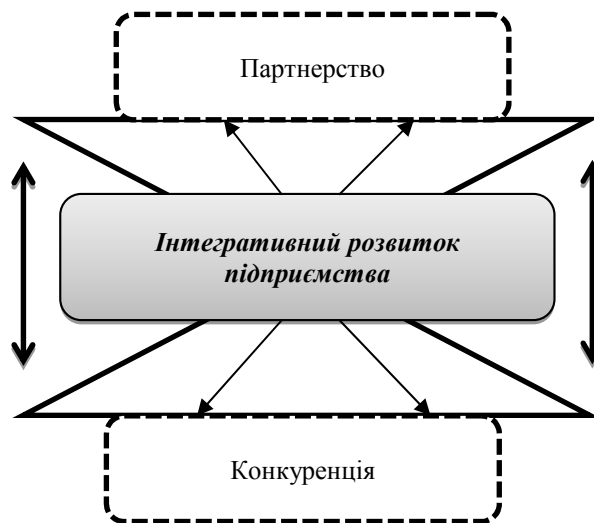 Партнерство
Інтегративний розвиток
підприємства
Конкуренція